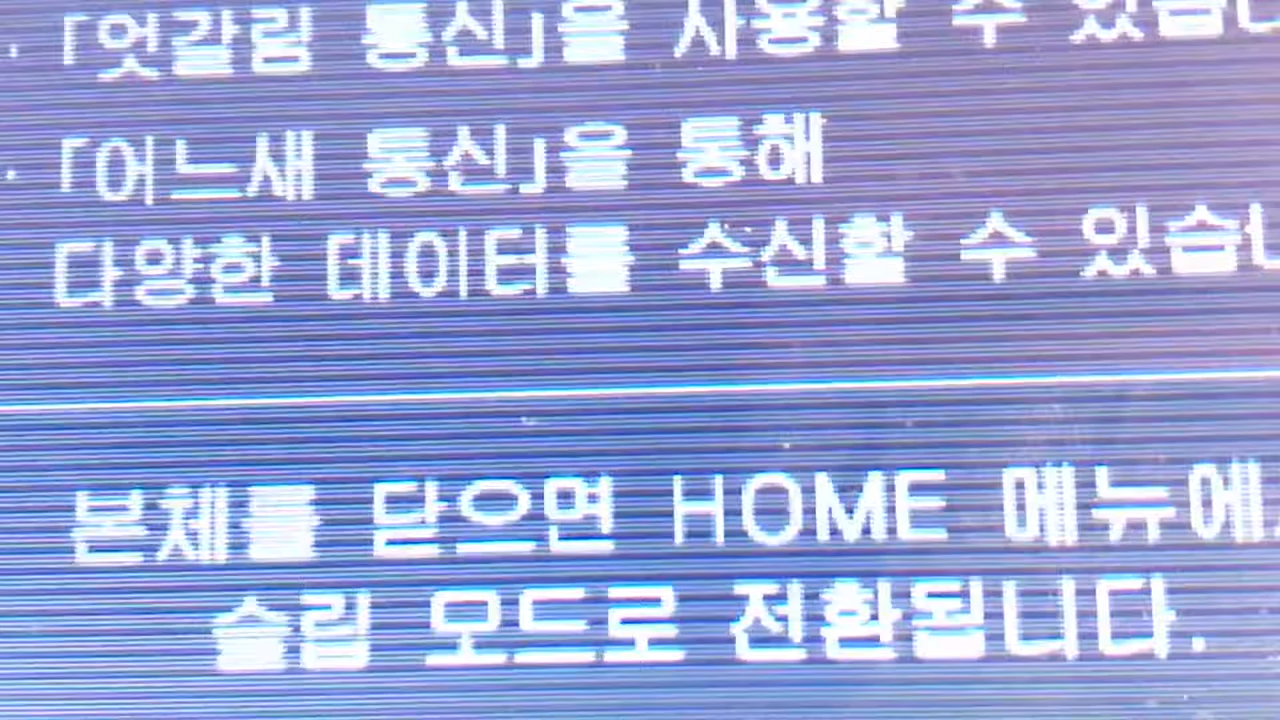 · 「엇갈림 통신」을 사용할 수 있습
· 「어느새 통신」을 통해
다양한 데이터를 수신할 수 있습
본체를 닫으면 HOME 메뉴에
슬립 모드로 전환됩니다.